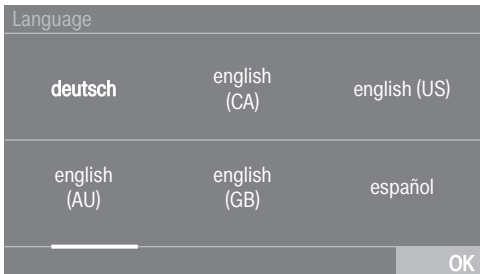 Language
deutsch
english
(CA)
english (US)
english
(AU)
english
(GB)
español
OK